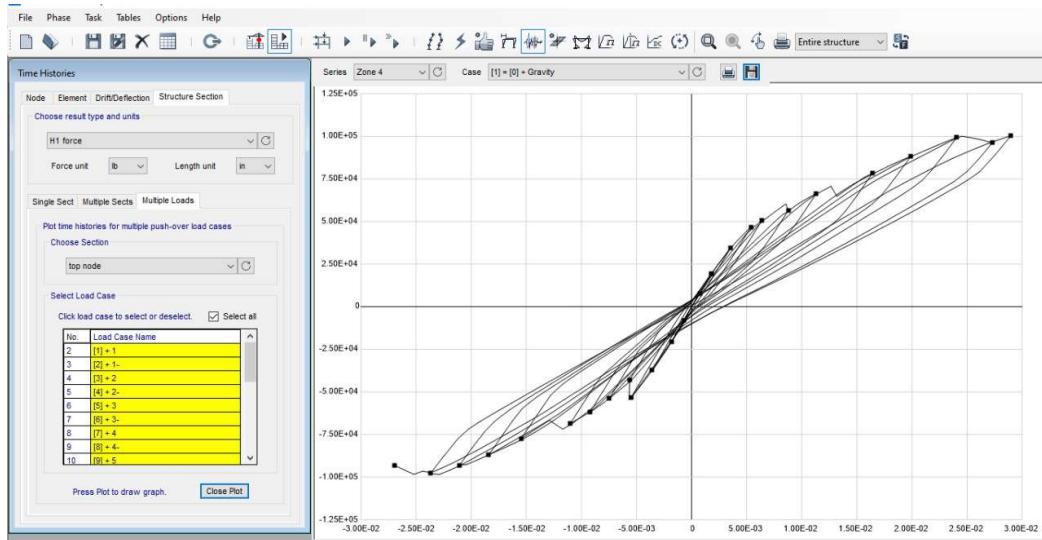 File Phase Task Tables Options Help
Entire structure
Time Histories
Series Zone 4 Case [1] = [0] + Gravity
Node Element Drift/Deflection Structure Section
Choose result type and units
H1 force
Force unit lb Length unit in
Single Sect Multiple Sects Multiple Loads
Plot time histories for multiple push-over load cases
Choose Section
top node
Select Load Case
Click load case to select or deselect. Select all
No. Load Case Name
2 [1] + 1
3 [2] + 1-
4 [3] + 2
5 [4] + 2-
6 [5] + 3
7 [6] + 3-
8 [7] + 4
9 [8] + 4-
10 [9] + 5
Press Plot to draw graph. Close Plot
1.25E+05
1.00E+05
7.50E+04
5.00E+04
2.50E+04
0
-2.50E+04
-5.00E+04
-7.50E+04
-1.00E+05
-1.25E+05
-3.00E-02 -2.50E-02 -2.00E-02 -1.50E-02 -1.00E-02 -5.00E-03 0 5.00E-03 1.00E-02 1.50E-02 2.00E-02 2.50E-02 3.00E-02